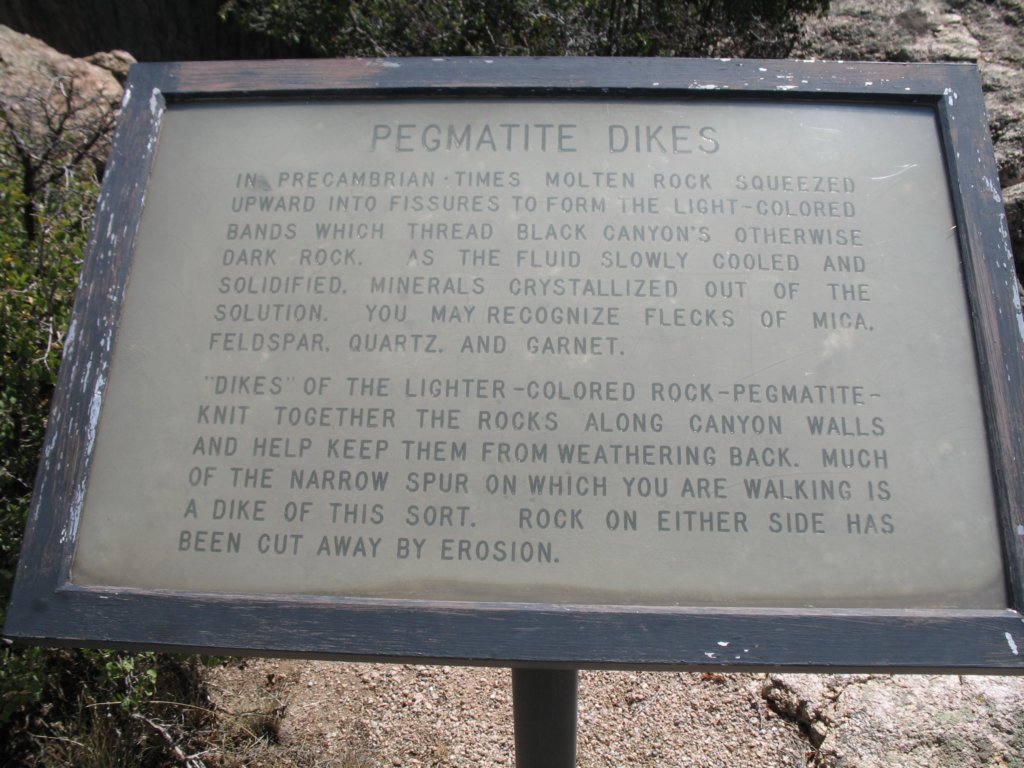 PEGMATITE DIKES
IN PRECAMBRIAN TIMES MOLTEN ROCK SQUEEZED
UPWARD INTO FISSURES TO FORM THE LIGHT-COLORED
BANDS WHICH THREAD BLACK CANYON'S OTHERWISE
DARK ROCK. AS THE FLUID SLOWLY COOLED AND
SOLIDIFIED, MINERALS CRYSTALLIZED OUT OF THE
SOLUTION. YOU MAY RECOGNIZE FLECKS OF MICA,
FELDSPAR, QUARTZ, AND GARNET.
"DIKES" OF THE LIGHTER-COLORED ROCK-PEGMATITE-
KNIT TOGETHER THE ROCKS ALONG CANYON WALLS
AND HELP KEEP THEM FROM WEATHERING BACK. MUCH
OF THE NARROW SPUR ON WHICH YOU ARE WALKING IS
A DIKE OF THIS SORT. ROCK ON EITHER SIDE HAS
BEEN CUT AWAY BY EROSION.